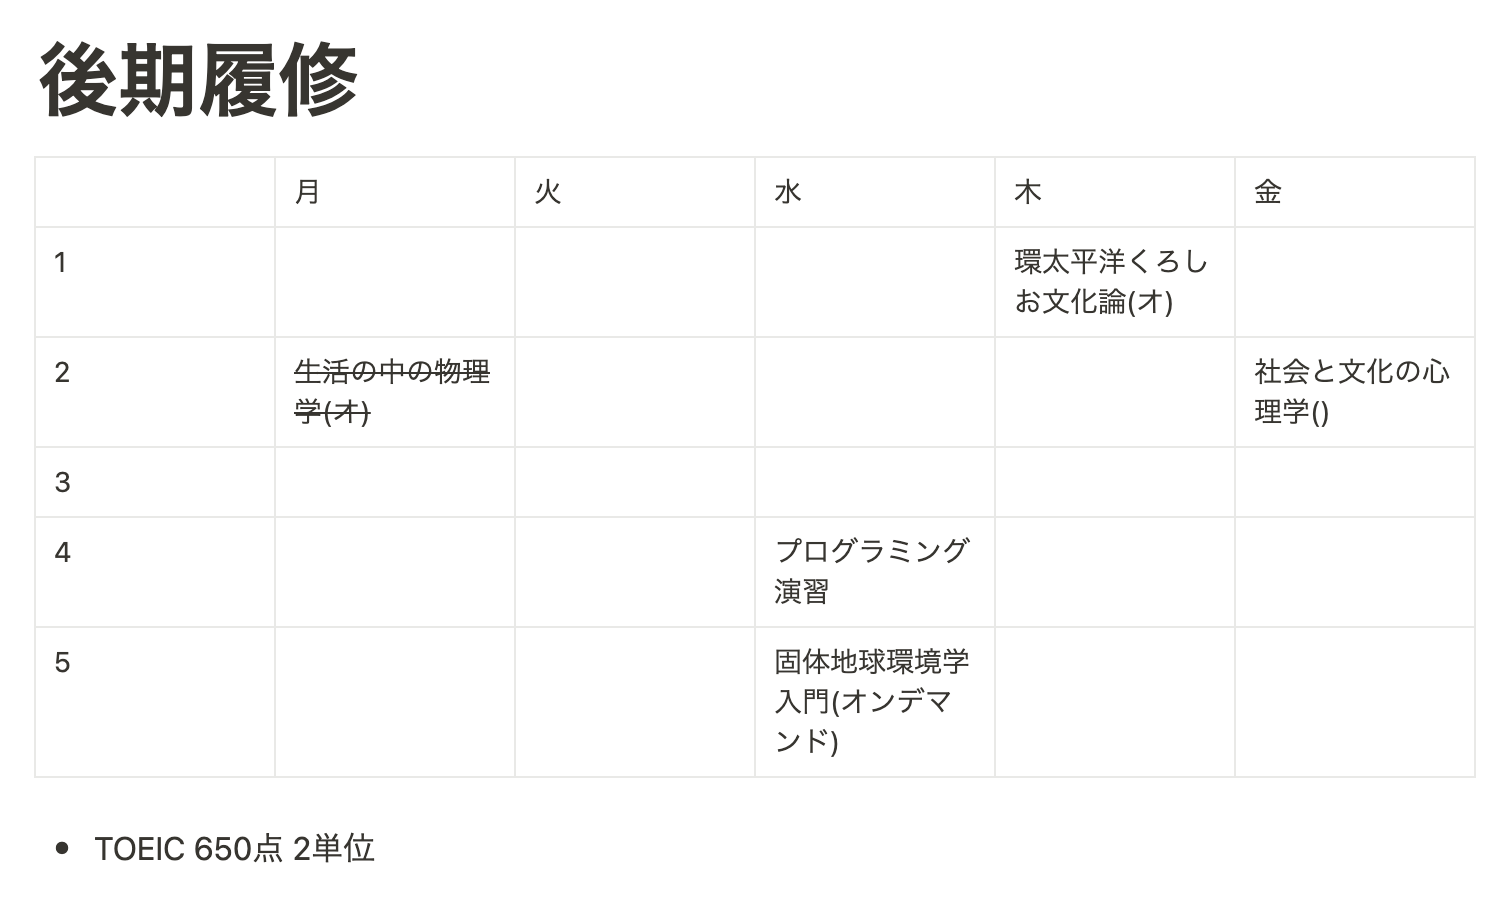 後期履修
月 火 水 木 金
1
環太平洋くろし
お文化論(オ)
2
生活の中の物理
学(オ)
社会と文化の心
理学()
3
4
プログラミング
演習
5
固体地球環境学
入門(オンデマ
ンド)
• TOEIC 650点 2単位